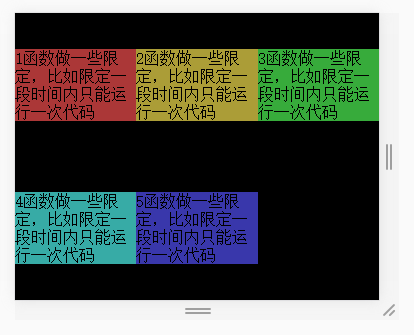 1函数做一些限
定，比如限定一
段时间内只能运
行一次代码
2函数做一些限
定，比如限定一
段时间内只能运
行一次代码
3函数做一些限
定，比如限定一
段时间内只能运
行一次代码
4函数做一些限
定，比如限定一
段时间内只能运
行一次代码
5函数做一些限
定，比如限定一
段时间内只能运
行一次代码